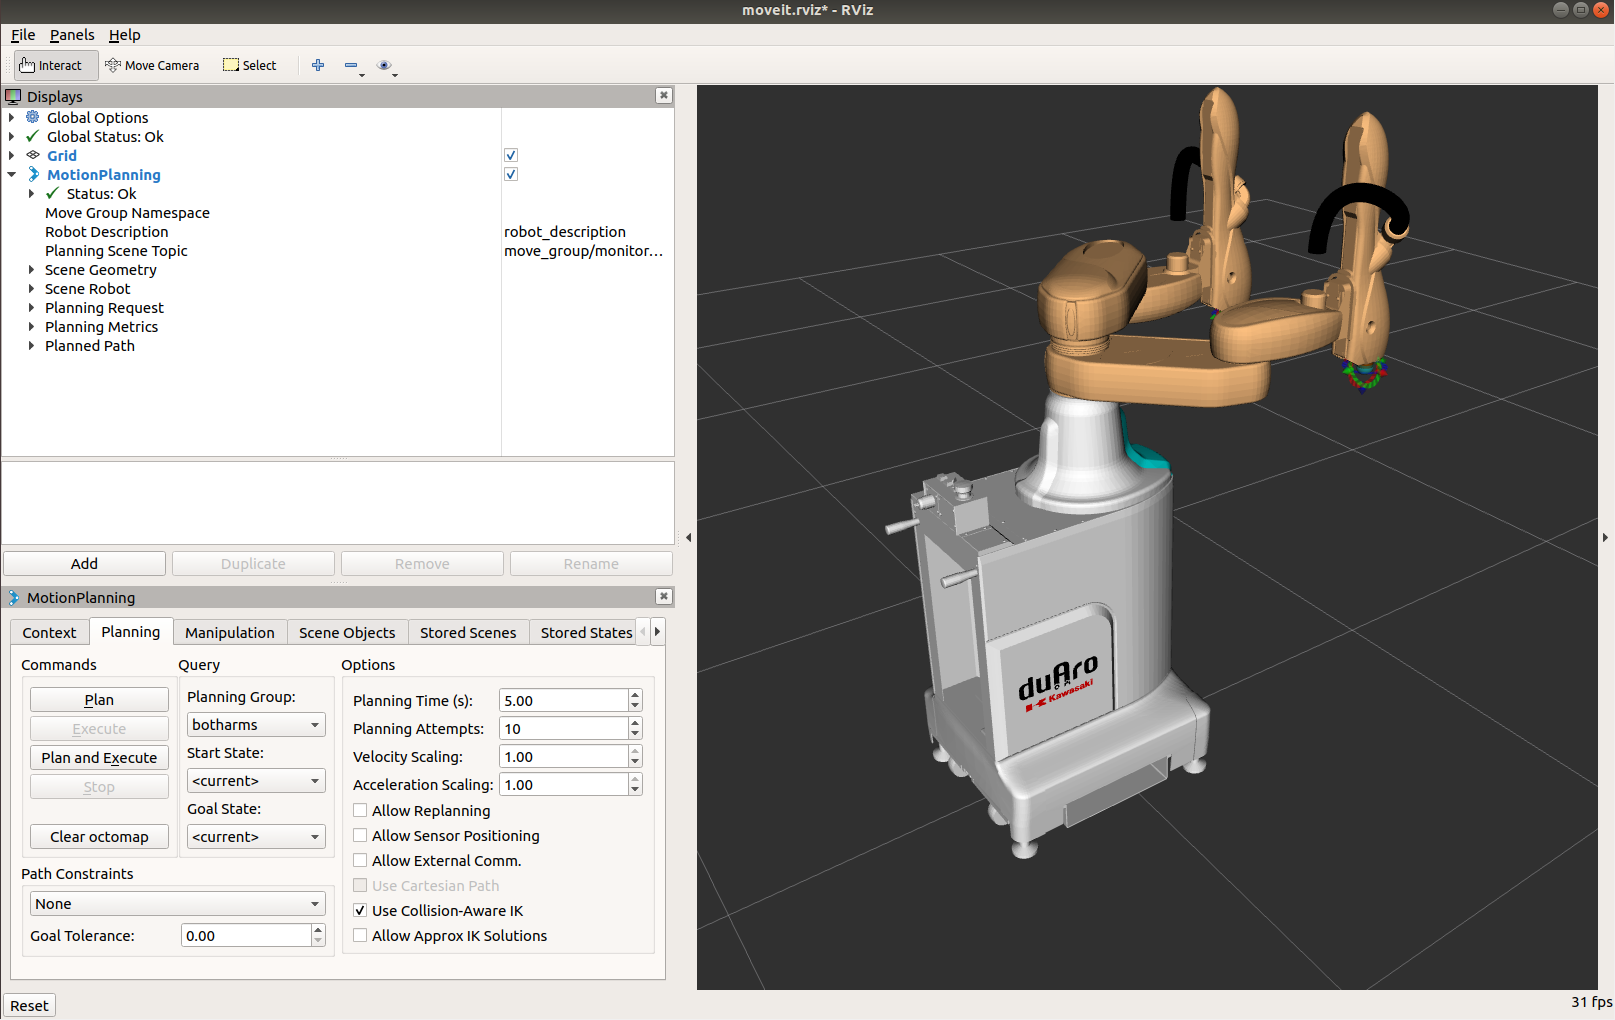 moveit.rviz* - RViz
File Panels Help
Interact Move Camera Select
Displays
Global Options
Global Status: Ok
Grid
MotionPlanning
Status: Ok
Move Group Namespace
Robot Description robot_description
Planning Scene Topic move_group/monitor...
Scene Geometry
Scene Robot
Planning Request
Planning Metrics
Planned Path
Add Duplicate Remove Rename
MotionPlanning
Context Planning Manipulation Scene Objects Stored Scenes Stored States
Commands Query Options
Plan
Execute
Plan and Execute
Stop
Clear octomap
Planning Group:
botharms
Start State:
<current>
Goal State:
<current>
Path Constraints
None
Goal Tolerance: 0.00
Planning Time (s): 5.00
Planning Attempts: 10
Velocity Scaling: 1.00
Acceleration Scaling: 1.00
Allow Replanning
Allow Sensor Positioning
Allow External Comm.
Use Cartesian Path
Use Collision-Aware IK
Allow Approx IK Solutions
duAro
Kawasaki
Reset
31 fps